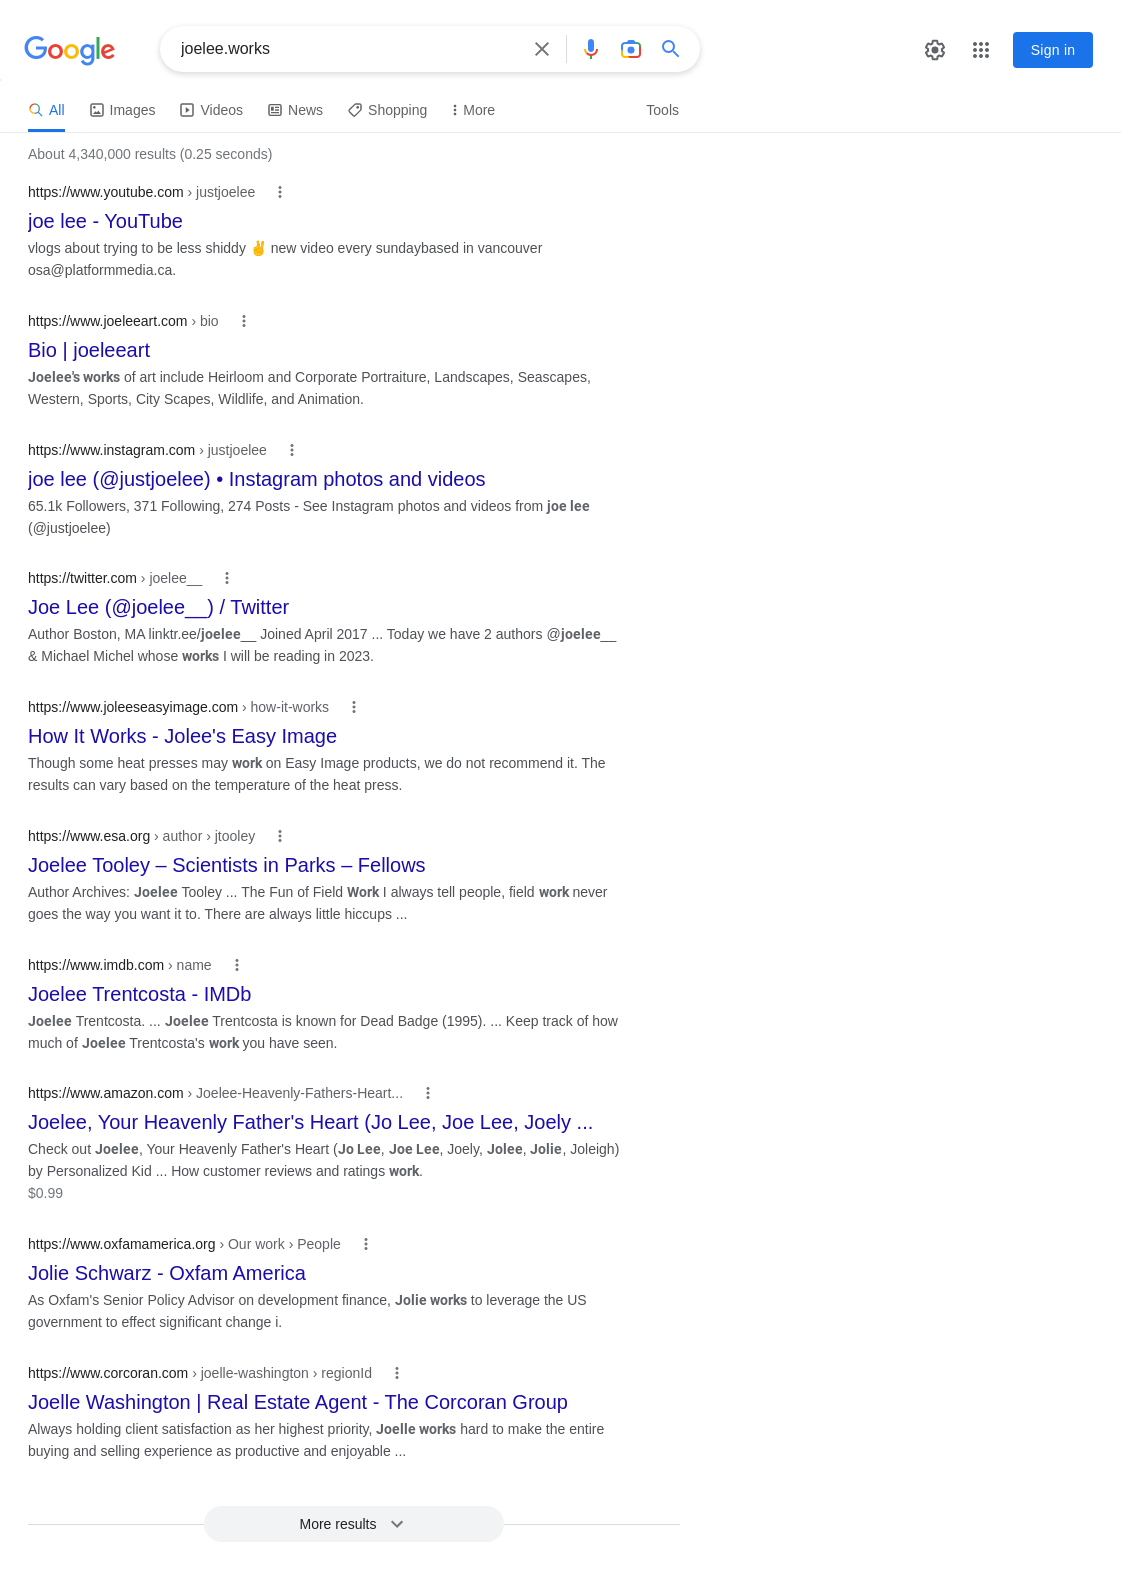 Google
joelee.works
Sign in
All Images Videos News Shopping More Tools
About 4,340,000 results (0.25 seconds)
https://www.youtube.com › justjoelee
joe lee - YouTube
vlogs about trying to be less shiddy ✌️ new video every sundaybased in vancouver
osa@platformmedia.ca.
https://www.joeleeart.com › bio
Bio | joeleeart
Joelee's works of art include Heirloom and Corporate Portraiture, Landscapes, Seascapes,
Western, Sports, City Scapes, Wildlife, and Animation.
https://www.instagram.com › justjoelee
joe lee (@justjoelee) • Instagram photos and videos
65.1k Followers, 371 Following, 274 Posts - See Instagram photos and videos from joe lee
(@justjoelee)
https://twitter.com › joelee__
Joe Lee (@joelee__) / Twitter
Author Boston, MA linktr.ee/joelee__ Joined April 2017 ... Today we have 2 authors @joelee__
& Michael Michel whose works I will be reading in 2023.
https://www.joleeseasyimage.com › how-it-works
How It Works - Jolee's Easy Image
Though some heat presses may work on Easy Image products, we do not recommend it. The
results can vary based on the temperature of the heat press.
https://www.esa.org › author › jtooley
Joelee Tooley – Scientists in Parks – Fellows
Author Archives: Joelee Tooley ... The Fun of Field Work I always tell people, field work never
goes the way you want it to. There are always little hiccups ...
https://www.imdb.com › name
Joelee Trentcosta - IMDb
Joelee Trentcosta. ... Joelee Trentcosta is known for Dead Badge (1995). ... Keep track of how
much of Joelee Trentcosta's work you have seen.
https://www.amazon.com › Joelee-Heavenly-Fathers-Heart...
Joelee, Your Heavenly Father's Heart (Jo Lee, Joe Lee, Joely ...
Check out Joelee, Your Heavenly Father's Heart (Jo Lee, Joe Lee, Joely, Jolee, Jolie, Joleigh)
by Personalized Kid ... How customer reviews and ratings work.
$0.99
https://www.oxfamamerica.org › Our work › People
Jolie Schwarz - Oxfam America
As Oxfam's Senior Policy Advisor on development finance, Jolie works to leverage the US
government to effect significant change i.
https://www.corcoran.com › joelle-washington › regionId
Joelle Washington | Real Estate Agent - The Corcoran Group
Always holding client satisfaction as her highest priority, Joelle works hard to make the entire
buying and selling experience as productive and enjoyable ...
More results